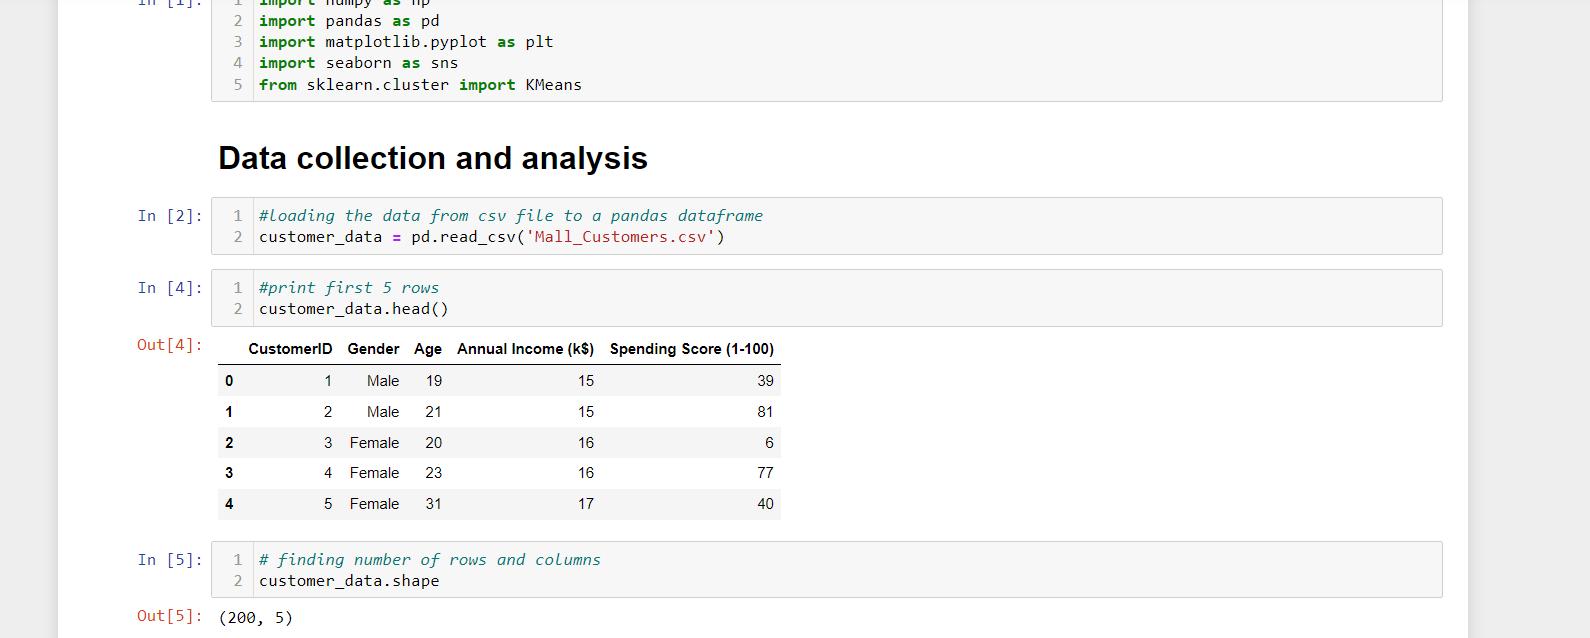 In [1]: 1 import numpy as np
2 import pandas as pd
3 import matplotlib.pyplot as plt
4 import seaborn as sns
5 from sklearn.cluster import KMeans
Data collection and analysis
In [2]: 1 #loading the data from csv file to a pandas dataframe
2 customer_data = pd.read_csv('Mall_Customers.csv')
In [4]: 1 #print first 5 rows
2 customer_data.head()
Out[4]: CustomerID Gender Age Annual Income (k$) Spending Score (1-100)
0 1 Male 19 15 39
1 2 Male 21 15 81
2 3 Female 20 16 6
3 4 Female 23 16 77
4 5 Female 31 17 40
In [5]: 1 # finding number of rows and columns
2 customer_data.shape
Out[5]: (200, 5)